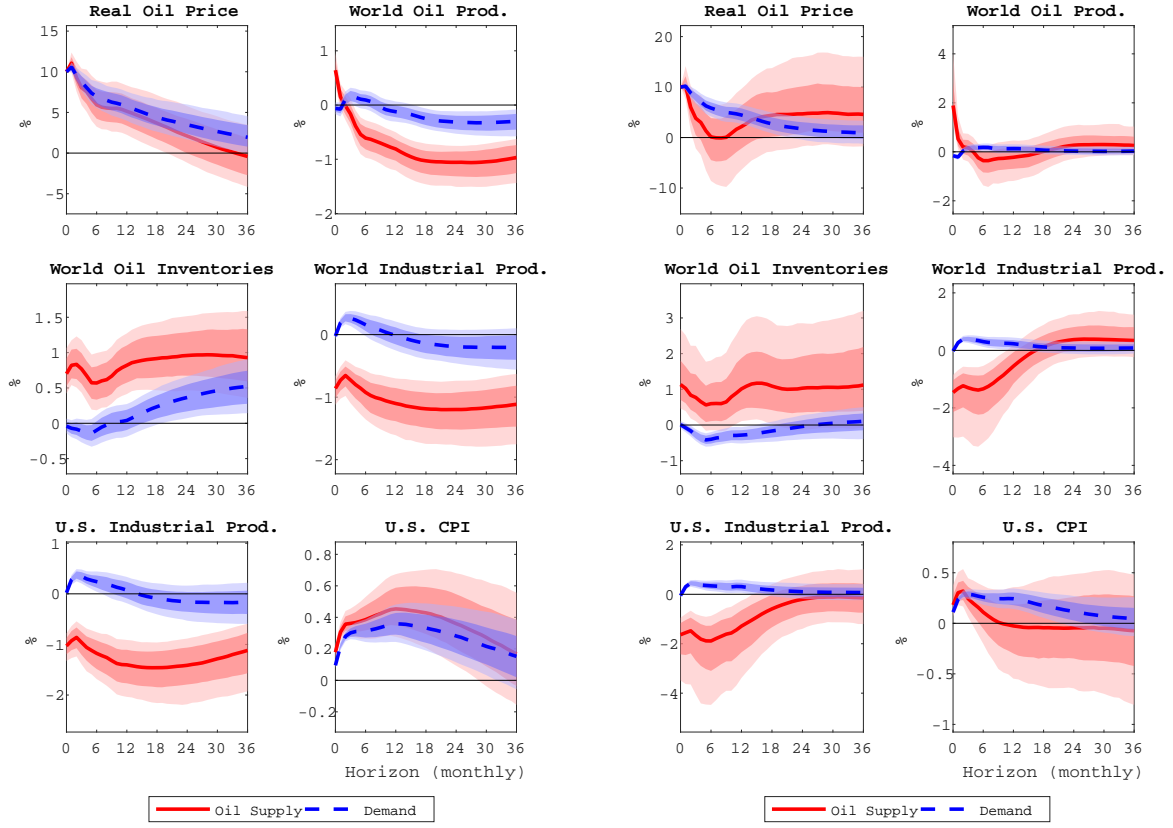 Real Oil Price
15
10
5
0
-5
%
0 6 12 18 24 30 36
World Oil Prod.
1
0
-1
-2
%
0 6 12 18 24 30 36
World Oil Inventories
1.5
1
0.5
0
-0.5
%
0 6 12 18 24 30 36
World Industrial Prod.
0
-1
-2
%
0 6 12 18 24 30 36
U.S. Industrial Prod.
1
0
-1
-2
%
0 6 12 18 24 30 36
U.S. CPI
0.8
0.6
0.4
0.2
0
-0.2
%
0 6 12 18 24 30 36
Horizon (monthly)
Oil Supply Demand
Real Oil Price
20
10
0
-10
%
0 6 12 18 24 30 36
World Oil Prod.
4
2
0
-2
%
0 6 12 18 24 30 36
World Oil Inventories
3
2
1
0
-1
%
0 6 12 18 24 30 36
World Industrial Prod.
2
0
-2
-4
%
0 6 12 18 24 30 36
U.S. Industrial Prod.
2
0
-2
-4
%
0 6 12 18 24 30 36
U.S. CPI
0.5
0
-0.5
-1
%
0 6 12 18 24 30 36
Horizon (monthly)
Oil Supply Demand